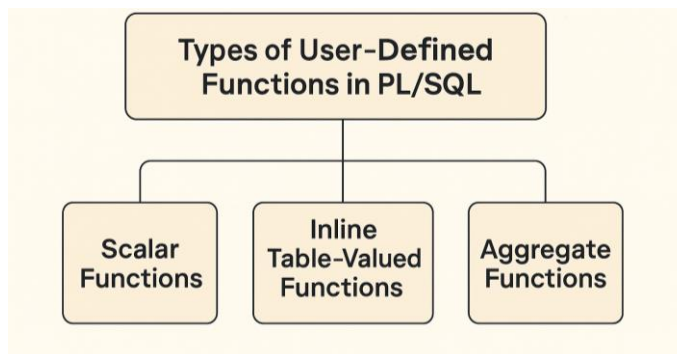 Types of User-Defined
Functions in PL/SQL
Scalar
Functions
Inline
Table-Valued
Functions
Aggregate
Functions